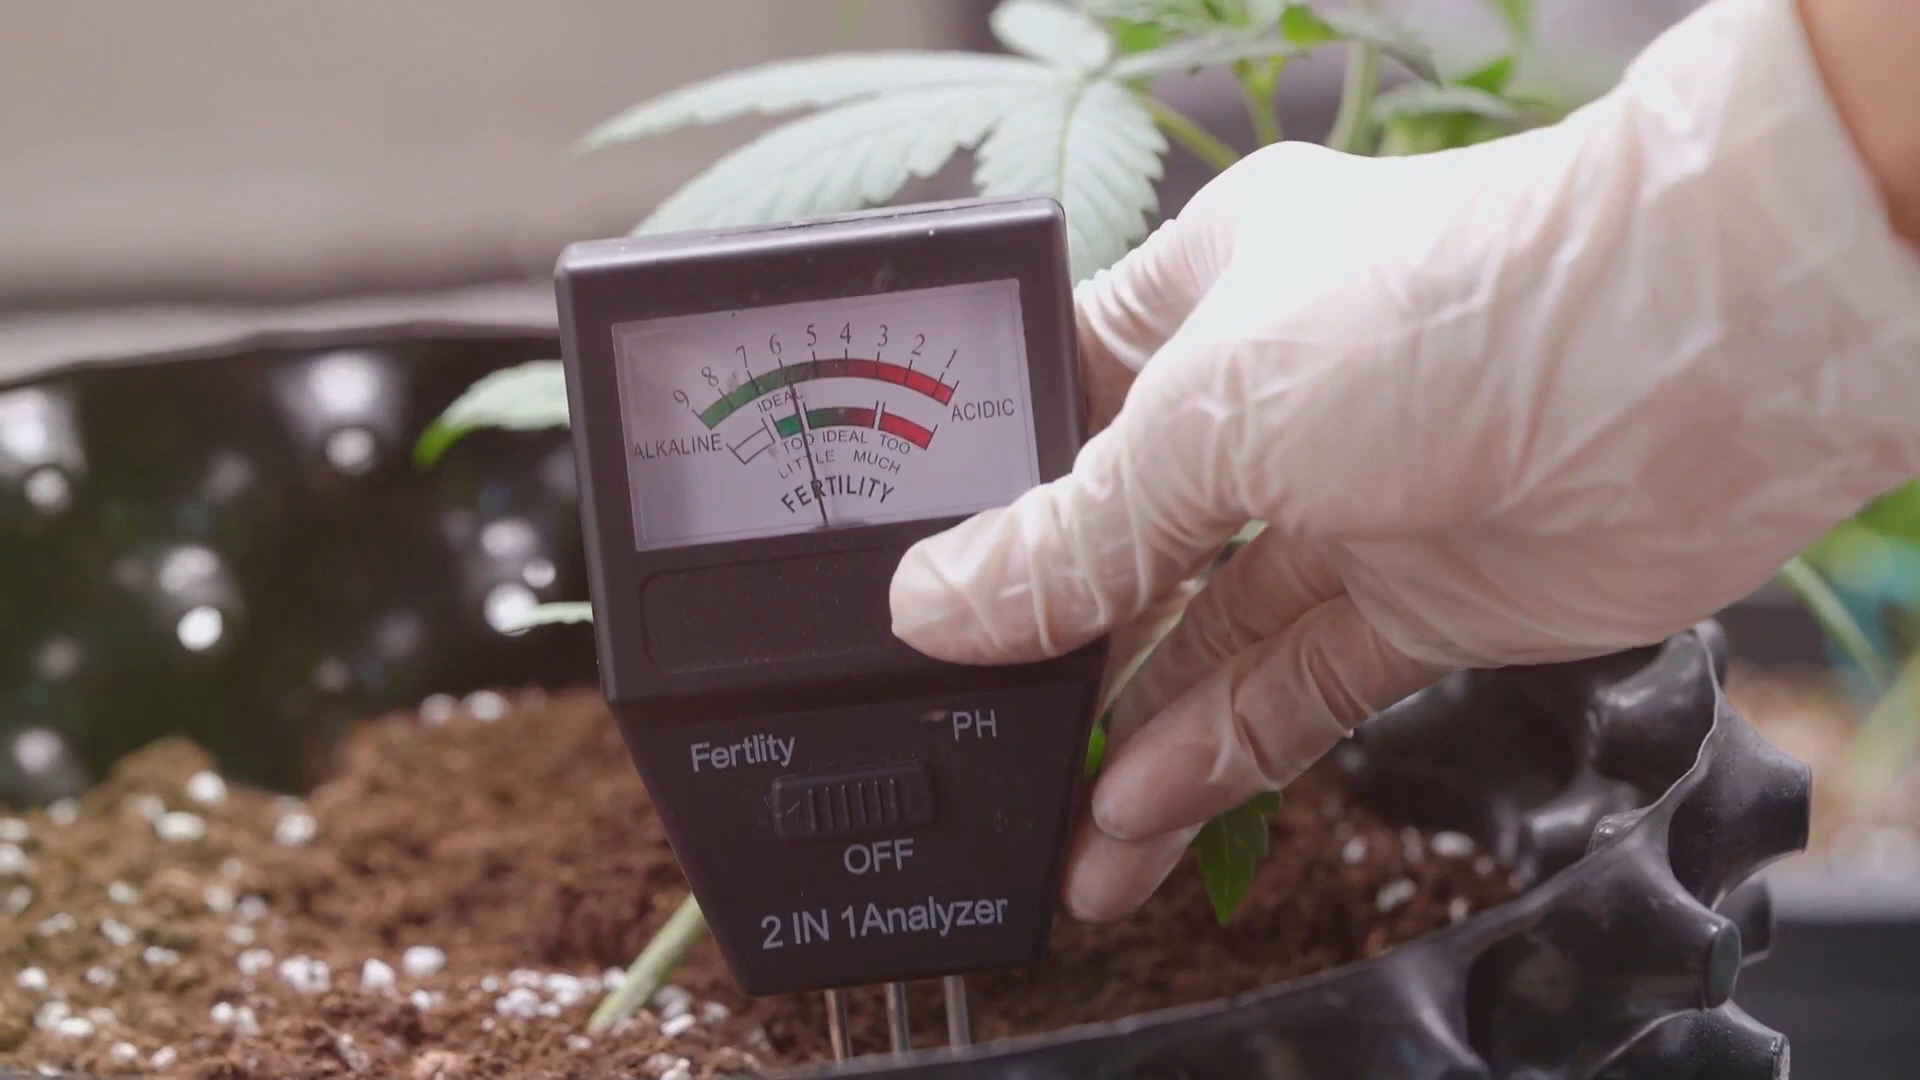 9 8 7 6 5 4 3 2 1
IDEAL
ALKALINE ACIDIC
TOO IDEAL TOO
LITTLE MUCH
FERTILITY
Fertlity PH
OFF
2 IN 1Analyzer